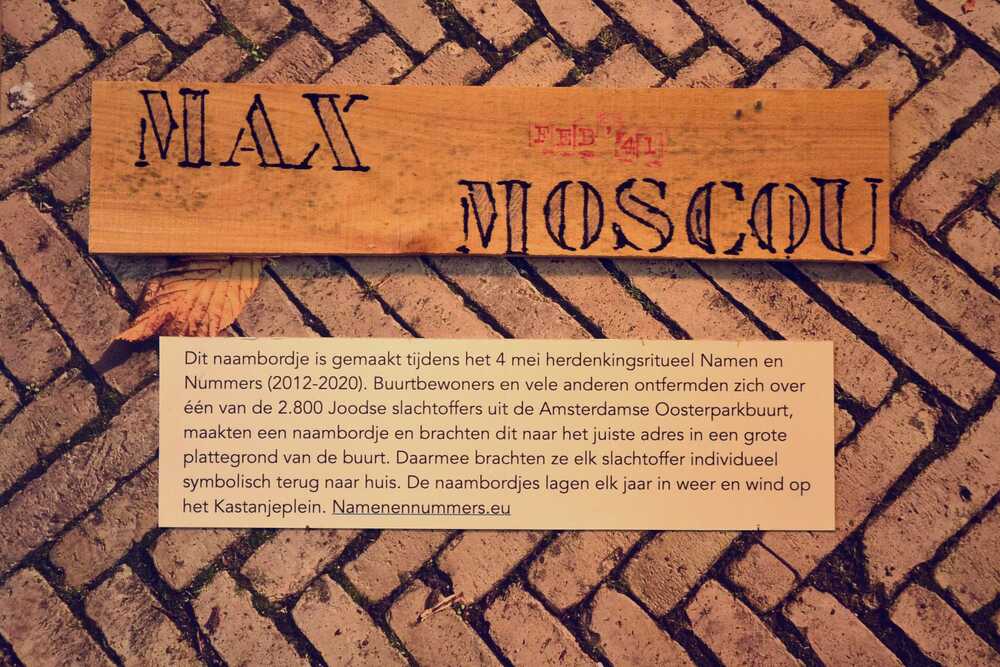 MAX
FEB '41
MOSCOU
Dit naambordje is gemaakt tijdens het 4 mei herdenkingsritueel Namen en
Nummers (2012-2020). Buurtbewoners en vele anderen ontfermden zich over
één van de 2.800 Joodse slachtoffers uit de Amsterdamse Oosterparkbuurt,
maakten een naambordje en brachten dit naar het juiste adres in een grote
plattegrond van de buurt. Daarmee brachten ze elk slachtoffer individueel
symbolisch terug naar huis. De naambordjes lagen elk jaar in weer en wind op
het Kastanjeplein. Namenennummers.eu